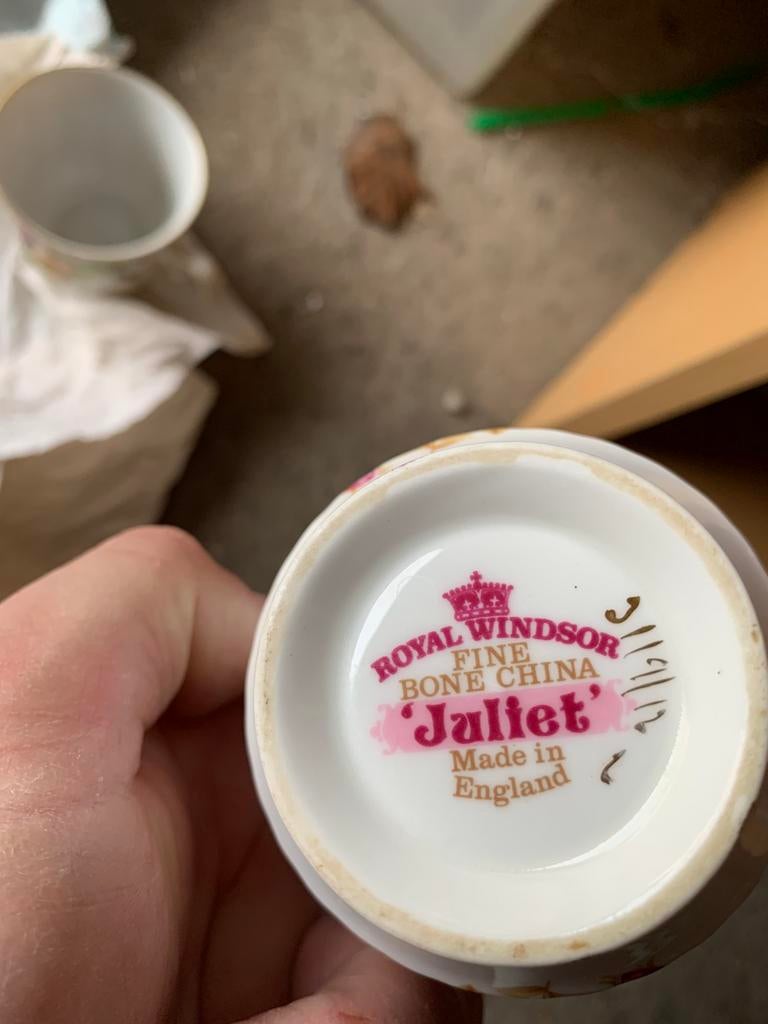 ROYAL WINDSOR
FINE
BONE CHINA
'Juliet'
Made in
England